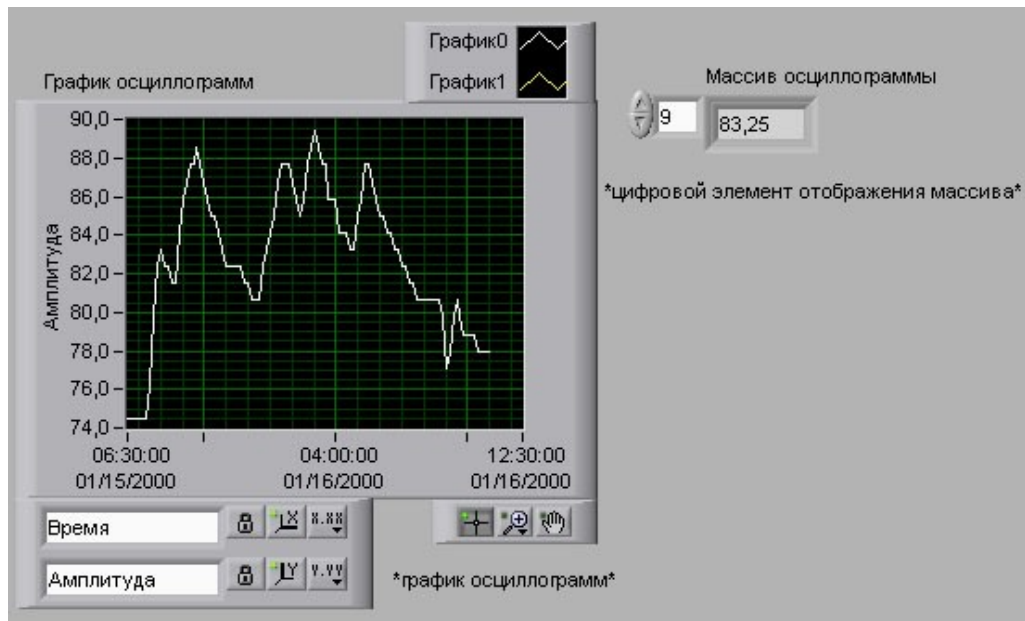 График0
График1
График осциллограмм
Массив осциллограммы
9
83,25
*цифровой элемент отображения массива*
Амплитуда
90,0
88,0
86,0
84,0
82,0
80,0
78,0
76,0
74,0
06:30:00 04:00:00 12:30:00
01/15/2000 01/16/2000 01/16/2000
Время X X.XX
Амплитуда Y Y.YY
*график осциллограмм*